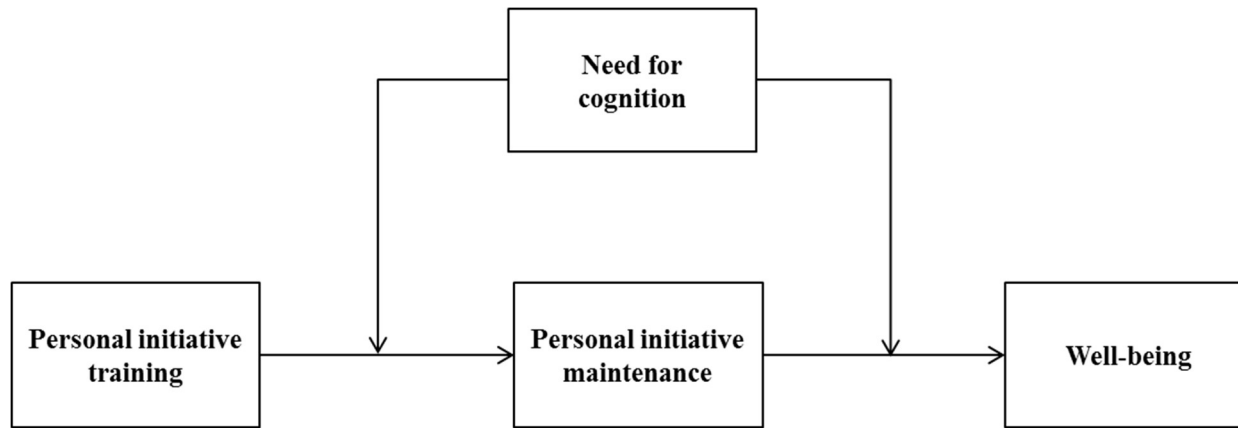 Need for
cognition
Personal initiative
training
Personal initiative
maintenance
Well-being